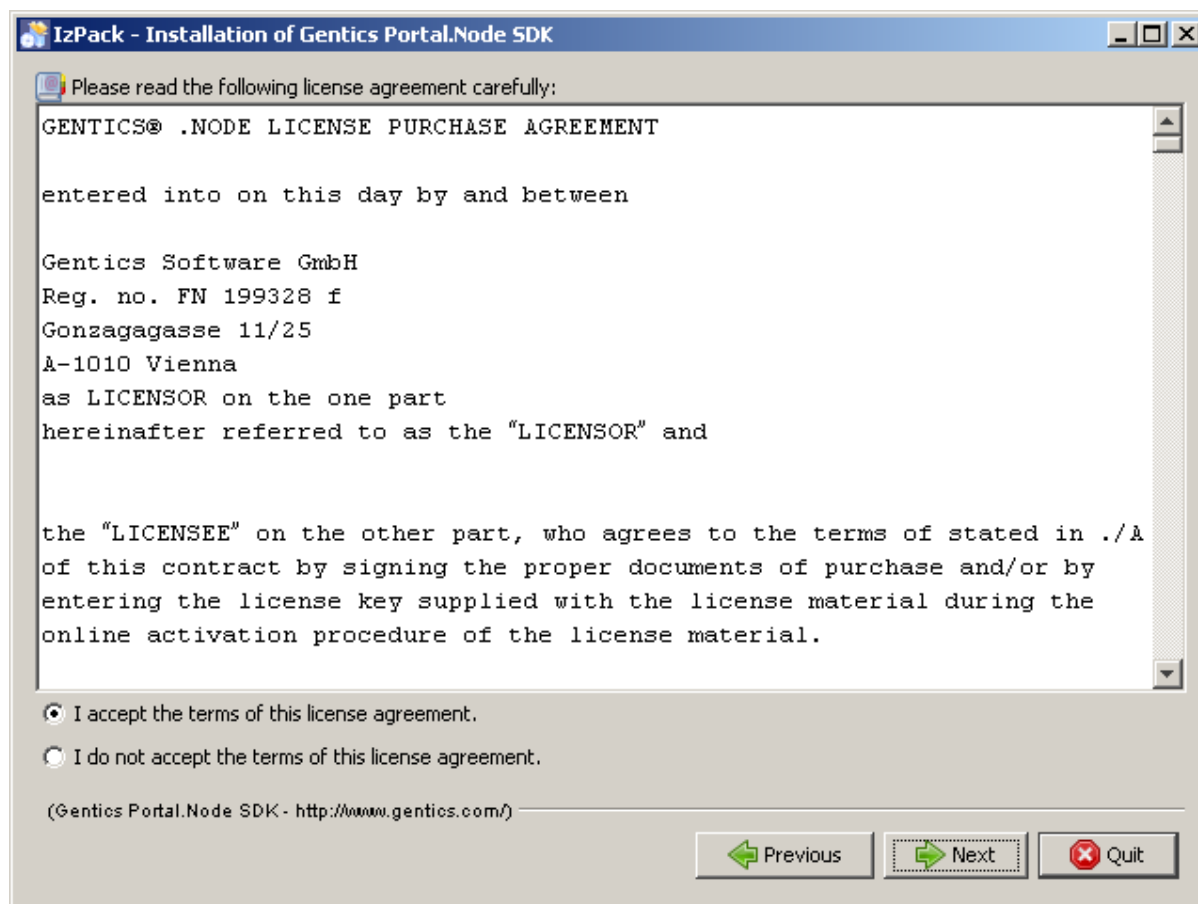 IzPack - Installation of Gentics Portal.Node SDK
Please read the following license agreement carefully:
GENTICS® .NODE LICENSE PURCHASE AGREEMENT
entered into on this day by and between
Gentics Software GmbH
Reg. no. FN 199328 f
Gonzagagasse 11/25
A-1010 Vienna
as LICENSOR on the one part
hereinafter referred to as the "LICENSOR" and
the "LICENSEE" on the other part, who agrees to the terms of stated in ./A
of this contract by signing the proper documents of purchase and/or by
entering the license key supplied with the license material during the
online activation procedure of the license material.
I accept the terms of this license agreement.
I do not accept the terms of this license agreement.
(Gentics Portal.Node SDK - http://www.gentics.com/)
Previous Next Quit